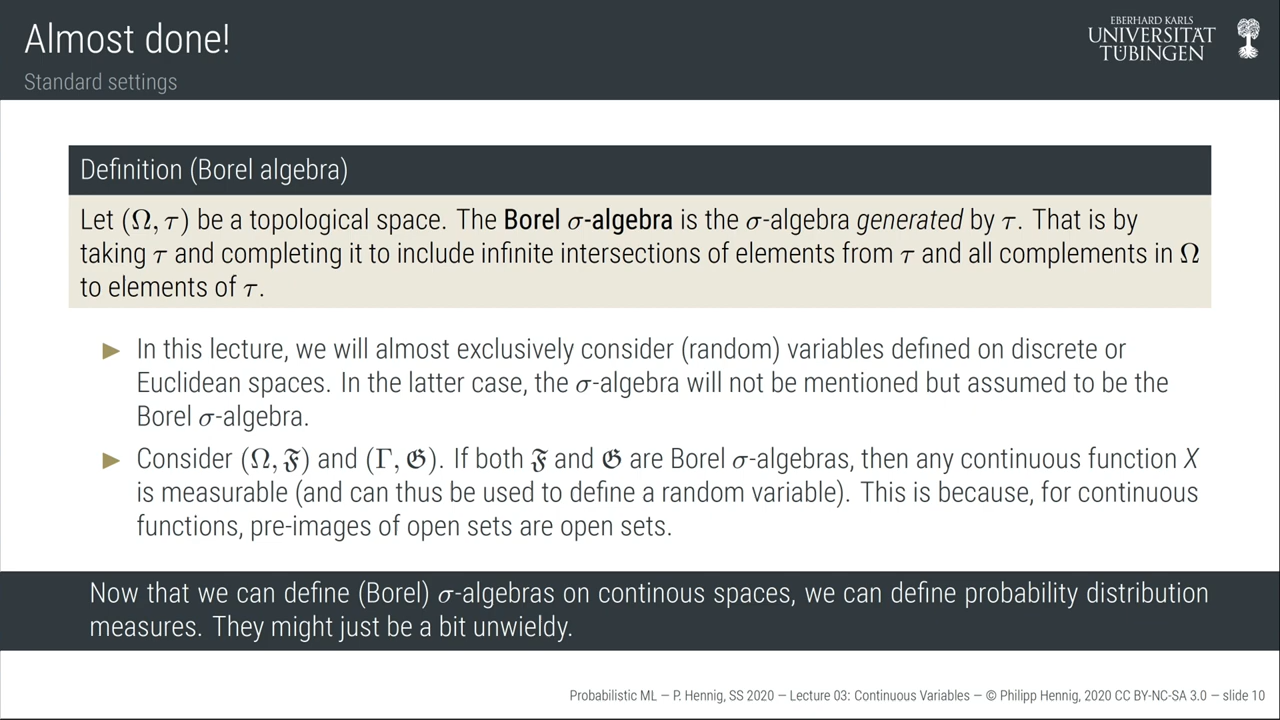 Almost done!
Standard settings
EBERHARD KARLS
UNIVERSITÄT
TÜBINGEN
Definition (Borel algebra)
Let (Ω, τ) be a topological space. The Borel σ-algebra is the σ-algebra generated by τ. That is by
taking τ and completing it to include infinite intersections of elements from τ and all complements in Ω
to elements of τ.
▶ In this lecture, we will almost exclusively consider (random) variables defined on discrete or
Euclidean spaces. In the latter case, the σ-algebra will not be mentioned but assumed to be the
Borel σ-algebra.
▶ Consider (Ω, 𝔉) and (Γ, 𝔊). If both 𝔉 and 𝔊 are Borel σ-algebras, then any continuous function X
is measurable (and can thus be used to define a random variable). This is because, for continuous
functions, pre-images of open sets are open sets.
Now that we can define (Borel) σ-algebras on continous spaces, we can define probability distribution
measures. They might just be a bit unwieldy.
Probabilistic ML — P. Hennig, SS 2020 — Lecture 03: Continuous Variables — © Philipp Hennig, 2020 CC BY-NC-SA 3.0 — slide 10